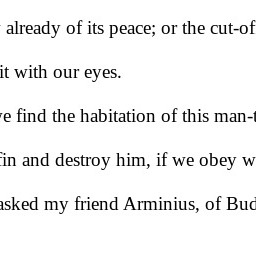 already of its peace; or the cut-of
it with our eyes.
find the habitation of this man-
fin and destroy him, if we obey
asked my friend Arminius, of Bud